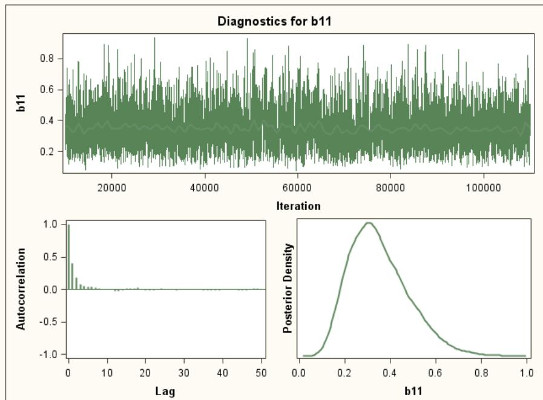 Diagnostics for b11
b11
0.8
0.6
0.4
0.2
20000 40000 60000 80000 100000
Iteration
Autocorrelation
1.0
0.5
0.0
-0.5
-1.0
0 10 20 30 40 50
Lag
Posterior Density
0.0 0.2 0.4 0.6 0.8 1.0
b11